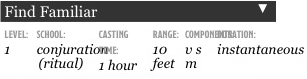 Find Familiar ▼
LEVEL: SCHOOL: CASTING TIME: RANGE: COMPONENTS: DURATION:
1 conjuration (ritual) 1 hour 10 feet v s m instantaneous